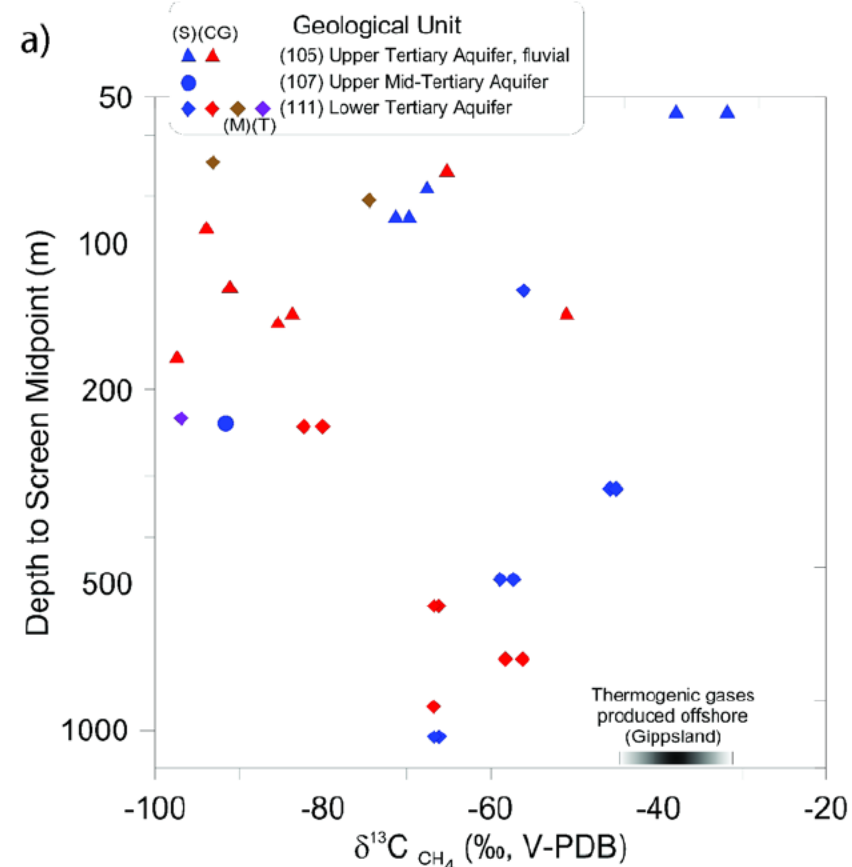 a)
Geological Unit
(S)(CG)
(105) Upper Tertiary Aquifer, fluvial
(107) Upper Mid-Tertiary Aquifer
(111) Lower Tertiary Aquifer
(M)(T)
50
100
200
500
1000
Depth to Screen Midpoint (m)
Thermogenic gases
produced offshore
(Gippsland)
-100 -80 -60 -40 -20
δ¹³C CH₄ (‰, V-PDB)